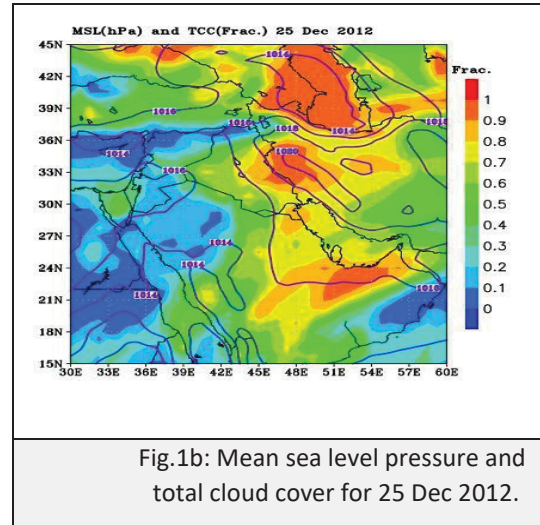 MSL(hPa) and TCC(Frac.) 25 Dec 2012
Frac.
45N
1014
42N
1
39N
1016
0.9
1016
1018
1014
1018
0.8
36N
1014
1020
0.7
33N
1016
0.6
30N
0.5
27N
1014
0.4
24N
1014
0.3
21N
1014
0.2
18N
0.1
15N
0
30E 33E 36E 39E 42E 45E 48E 51E 54E 57E 60E
Fig.1b: Mean sea level pressure and
total cloud cover for 25 Dec 2012.